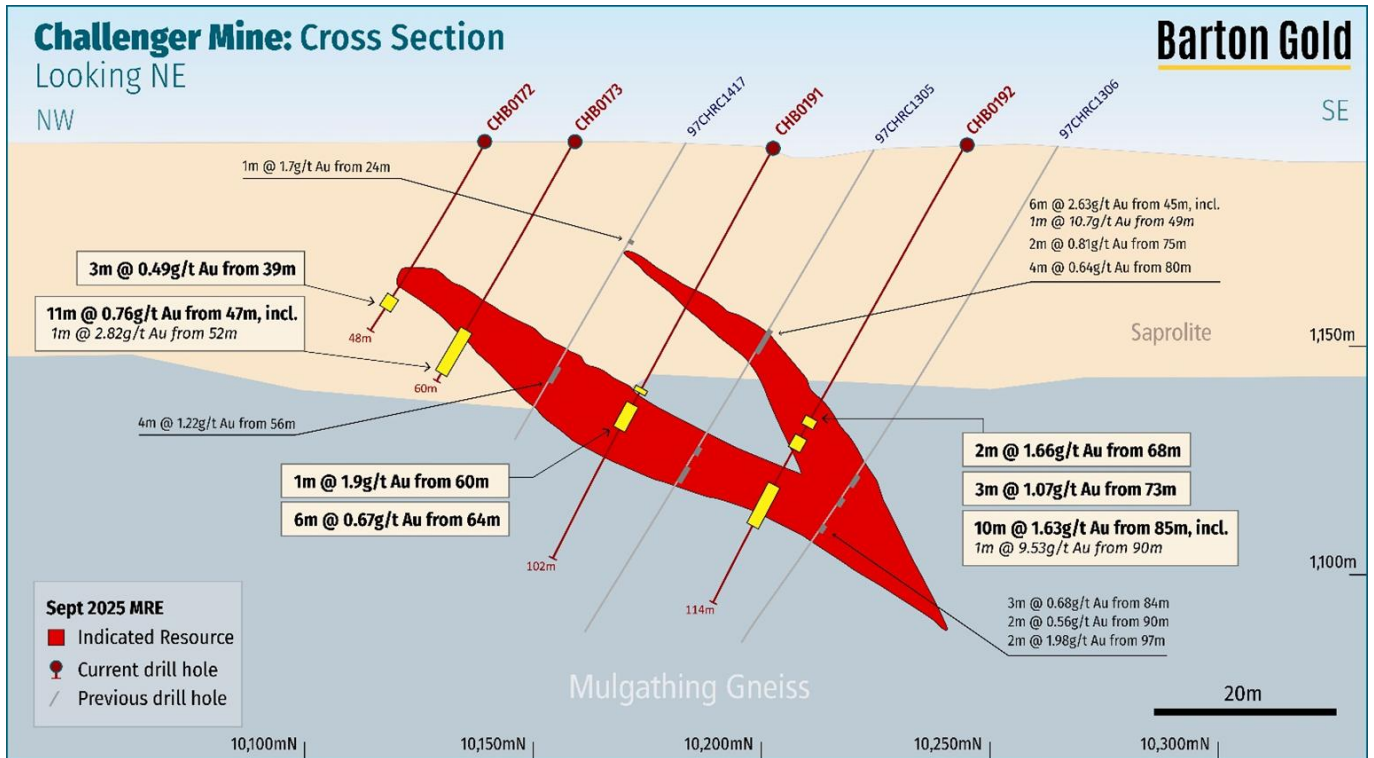 Challenger Mine: Cross Section
Looking NE
NW
Barton Gold
SE
CHB0172
CHB0173
97CHRC1417
CHB0191
97CHRC1305
CHB0192
97CHRC1306
1m @ 1.7g/t Au from 24m
6m @ 2.63g/t Au from 45m, incl.
1m @ 10.7g/t Au from 49m
2m @ 0.81g/t Au from 75m
4m @ 0.64g/t Au from 80m
3m @ 0.49g/t Au from 39m
11m @ 0.76g/t Au from 47m, incl.
1m @ 2.82g/t Au from 52m
48m
60m
Saprolite
1,150m
4m @ 1.22g/t Au from 56m
1m @ 1.9g/t Au from 60m
6m @ 0.67g/t Au from 64m
2m @ 1.66g/t Au from 68m
3m @ 1.07g/t Au from 73m
10m @ 1.63g/t Au from 85m, incl.
1m @ 9.53g/t Au from 90m
1,100m
102m
114m
3m @ 0.68g/t Au from 84m
2m @ 0.56g/t Au from 90m
2m @ 1.98g/t Au from 97m
Sept 2025 MRE
Indicated Resource
Current drill hole
Previous drill hole
Mulgathing Gneiss
20m
10,100mN
10,150mN
10,200mN
10,250mN
10,300mN